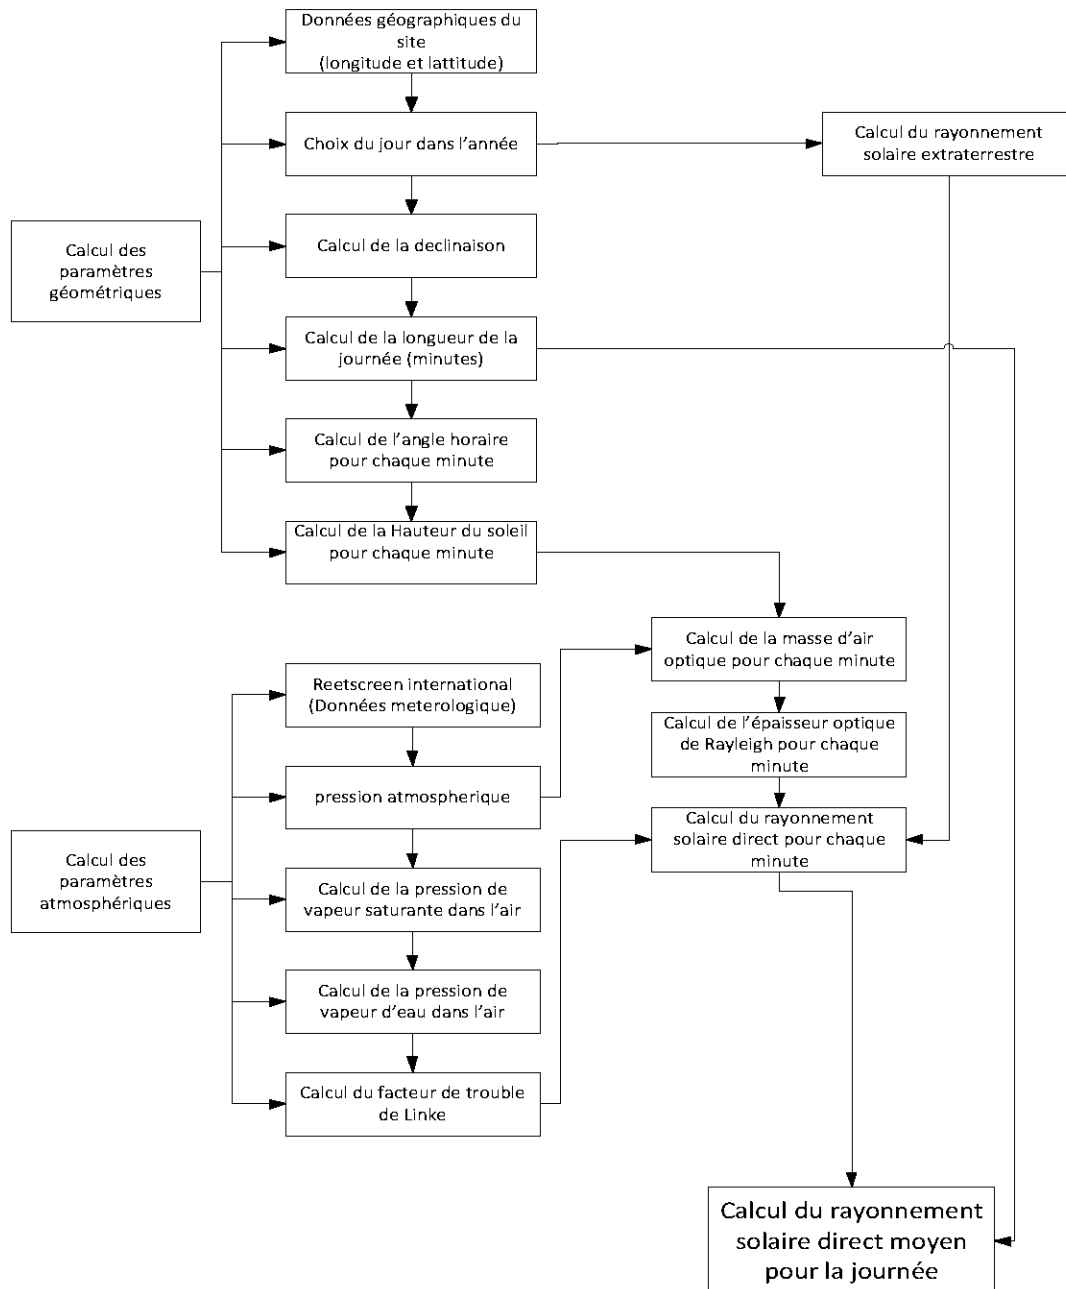 Données géographiques du
site
(longitude et lattitude)
Choix du jour dans l'année
Calcul du rayonnement
solaire extraterrestre
Calcul des
paramètres
géométriques
Calcul de la declinaison
Calcul de la longueur de la
journée (minutes)
Calcul de l'angle horaire
pour chaque minute
Calcul de la Hauteur du soleil
pour chaque minute
Calcul de la masse d'air
optique pour chaque minute
Reetscreen international
(Données meterologique)
Calcul de l'épaisseur optique
de Rayleigh pour chaque
minute
pression atmospherique
Calcul du rayonnement
solaire direct pour chaque
minute
Calcul des
paramètres
atmosphériques
Calcul de la pression de
vapeur saturante dans l'air
Calcul de la pression de
vapeur d'eau dans l'air
Calcul du facteur de trouble
de Linke
Calcul du rayonnement
solaire direct moyen
pour la journée